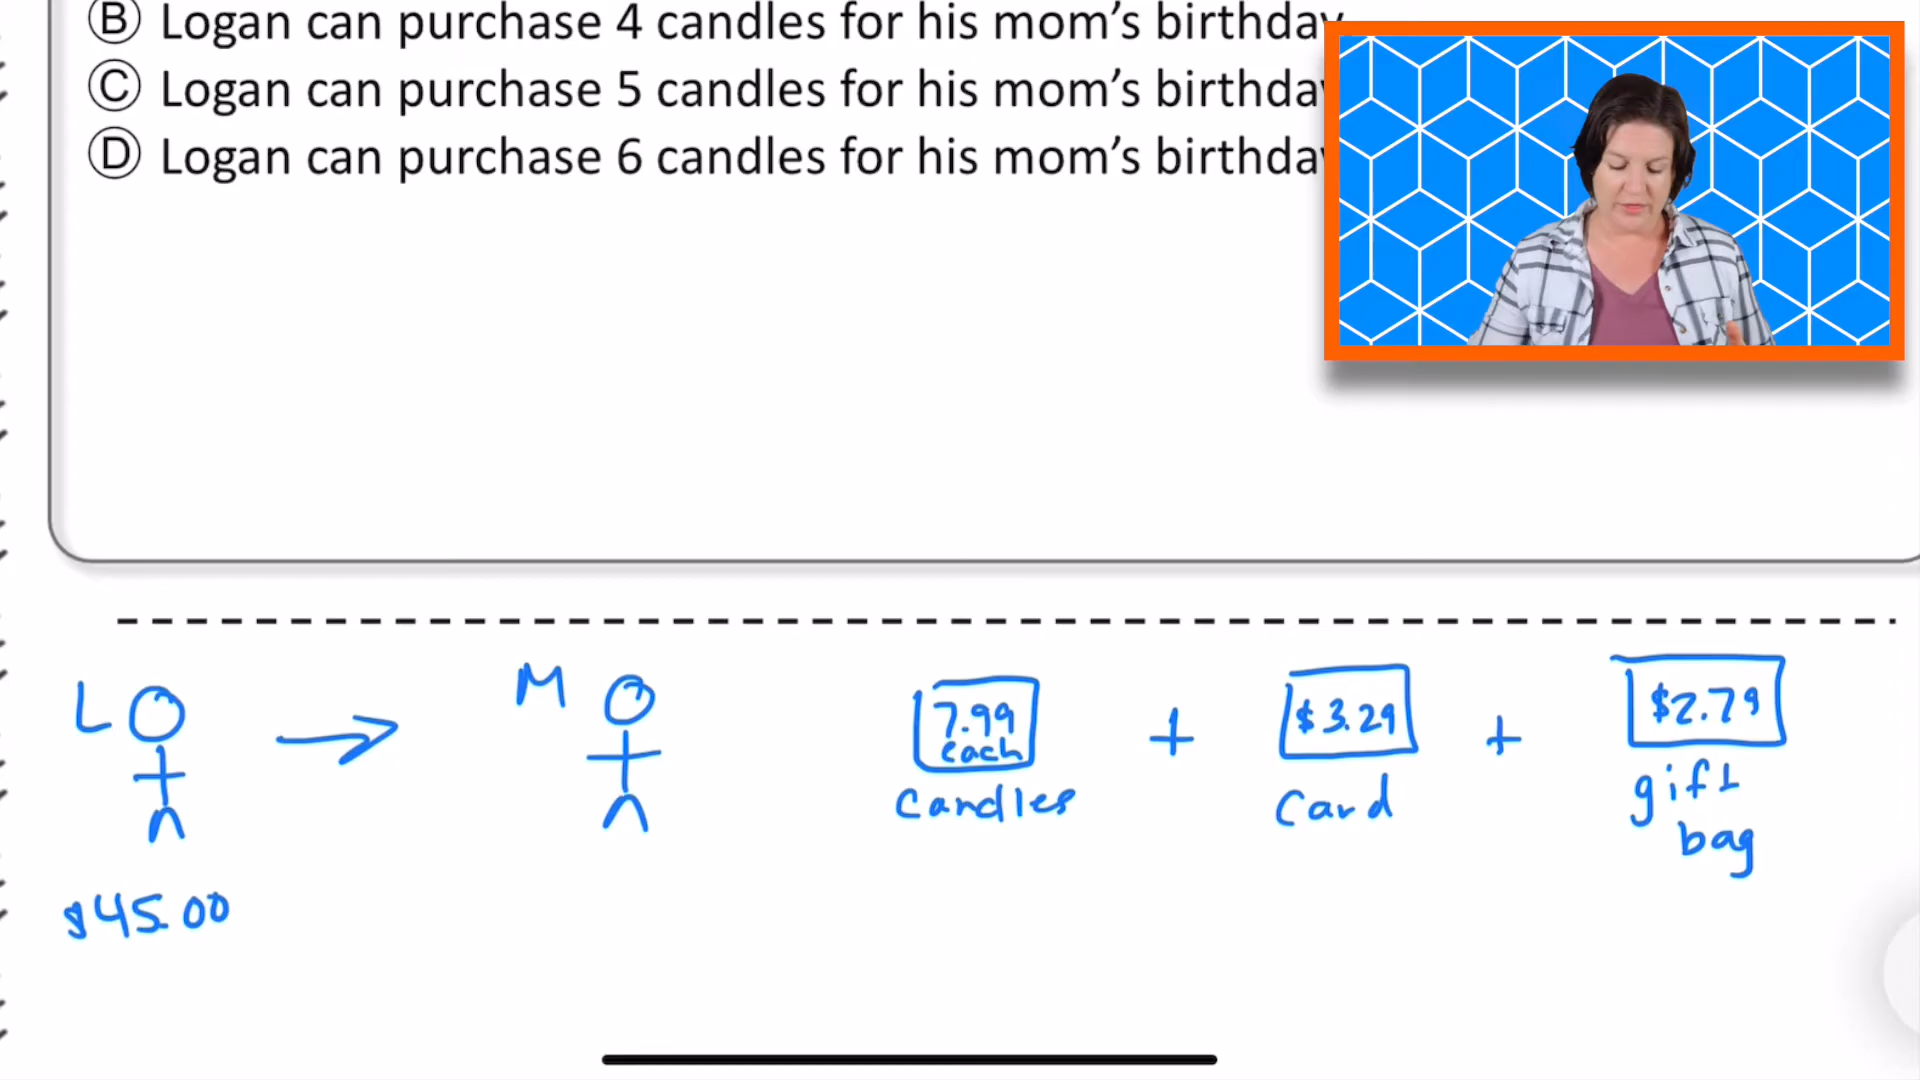 Ⓑ Logan can purchase 4 candles for his mom’s birthday
Ⓒ Logan can purchase 5 candles for his mom’s birthday
Ⓓ Logan can purchase 6 candles for his mom’s birthday
L
M
7.99
each
candles
+
$3.29
card
+
$2.79
gift
bag
$45.00